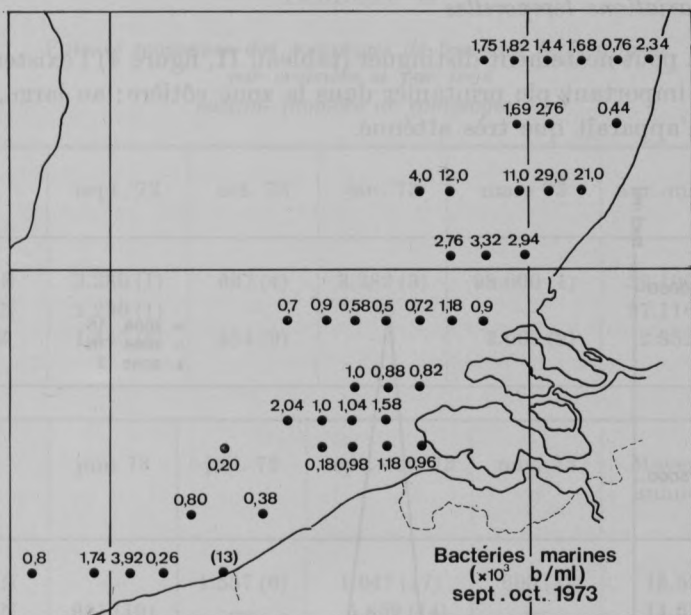 1,75 1,82 1,44 1,68 0,76 2,34
1,69 2,76 0,44
4,0 12,0 11,0 29,0 21,0
2,76 3,32 2,94
0,7 0,9 0,58 0,5 0,72 1,18 0,9
1,0 0,88 0,82
2,04 1,0 1,04 1,58
0,20 0,18 0,98 1,18 0,96
0,80 0,38
0,8 1,74 3,92 0,26 (13)
Bactéries marines
(×10³ b/ml)
sept. oct. 1973